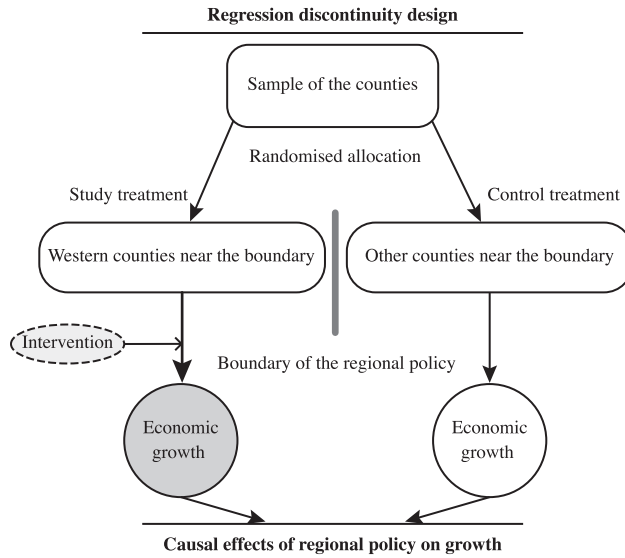 Regression discontinuity design
Sample of the counties
Randomised allocation
Study treatment
Control treatment
Western counties near the boundary
Other counties near the boundary
Intervention
Boundary of the regional policy
Economic
growth
Economic
growth
Causal effects of regional policy on growth